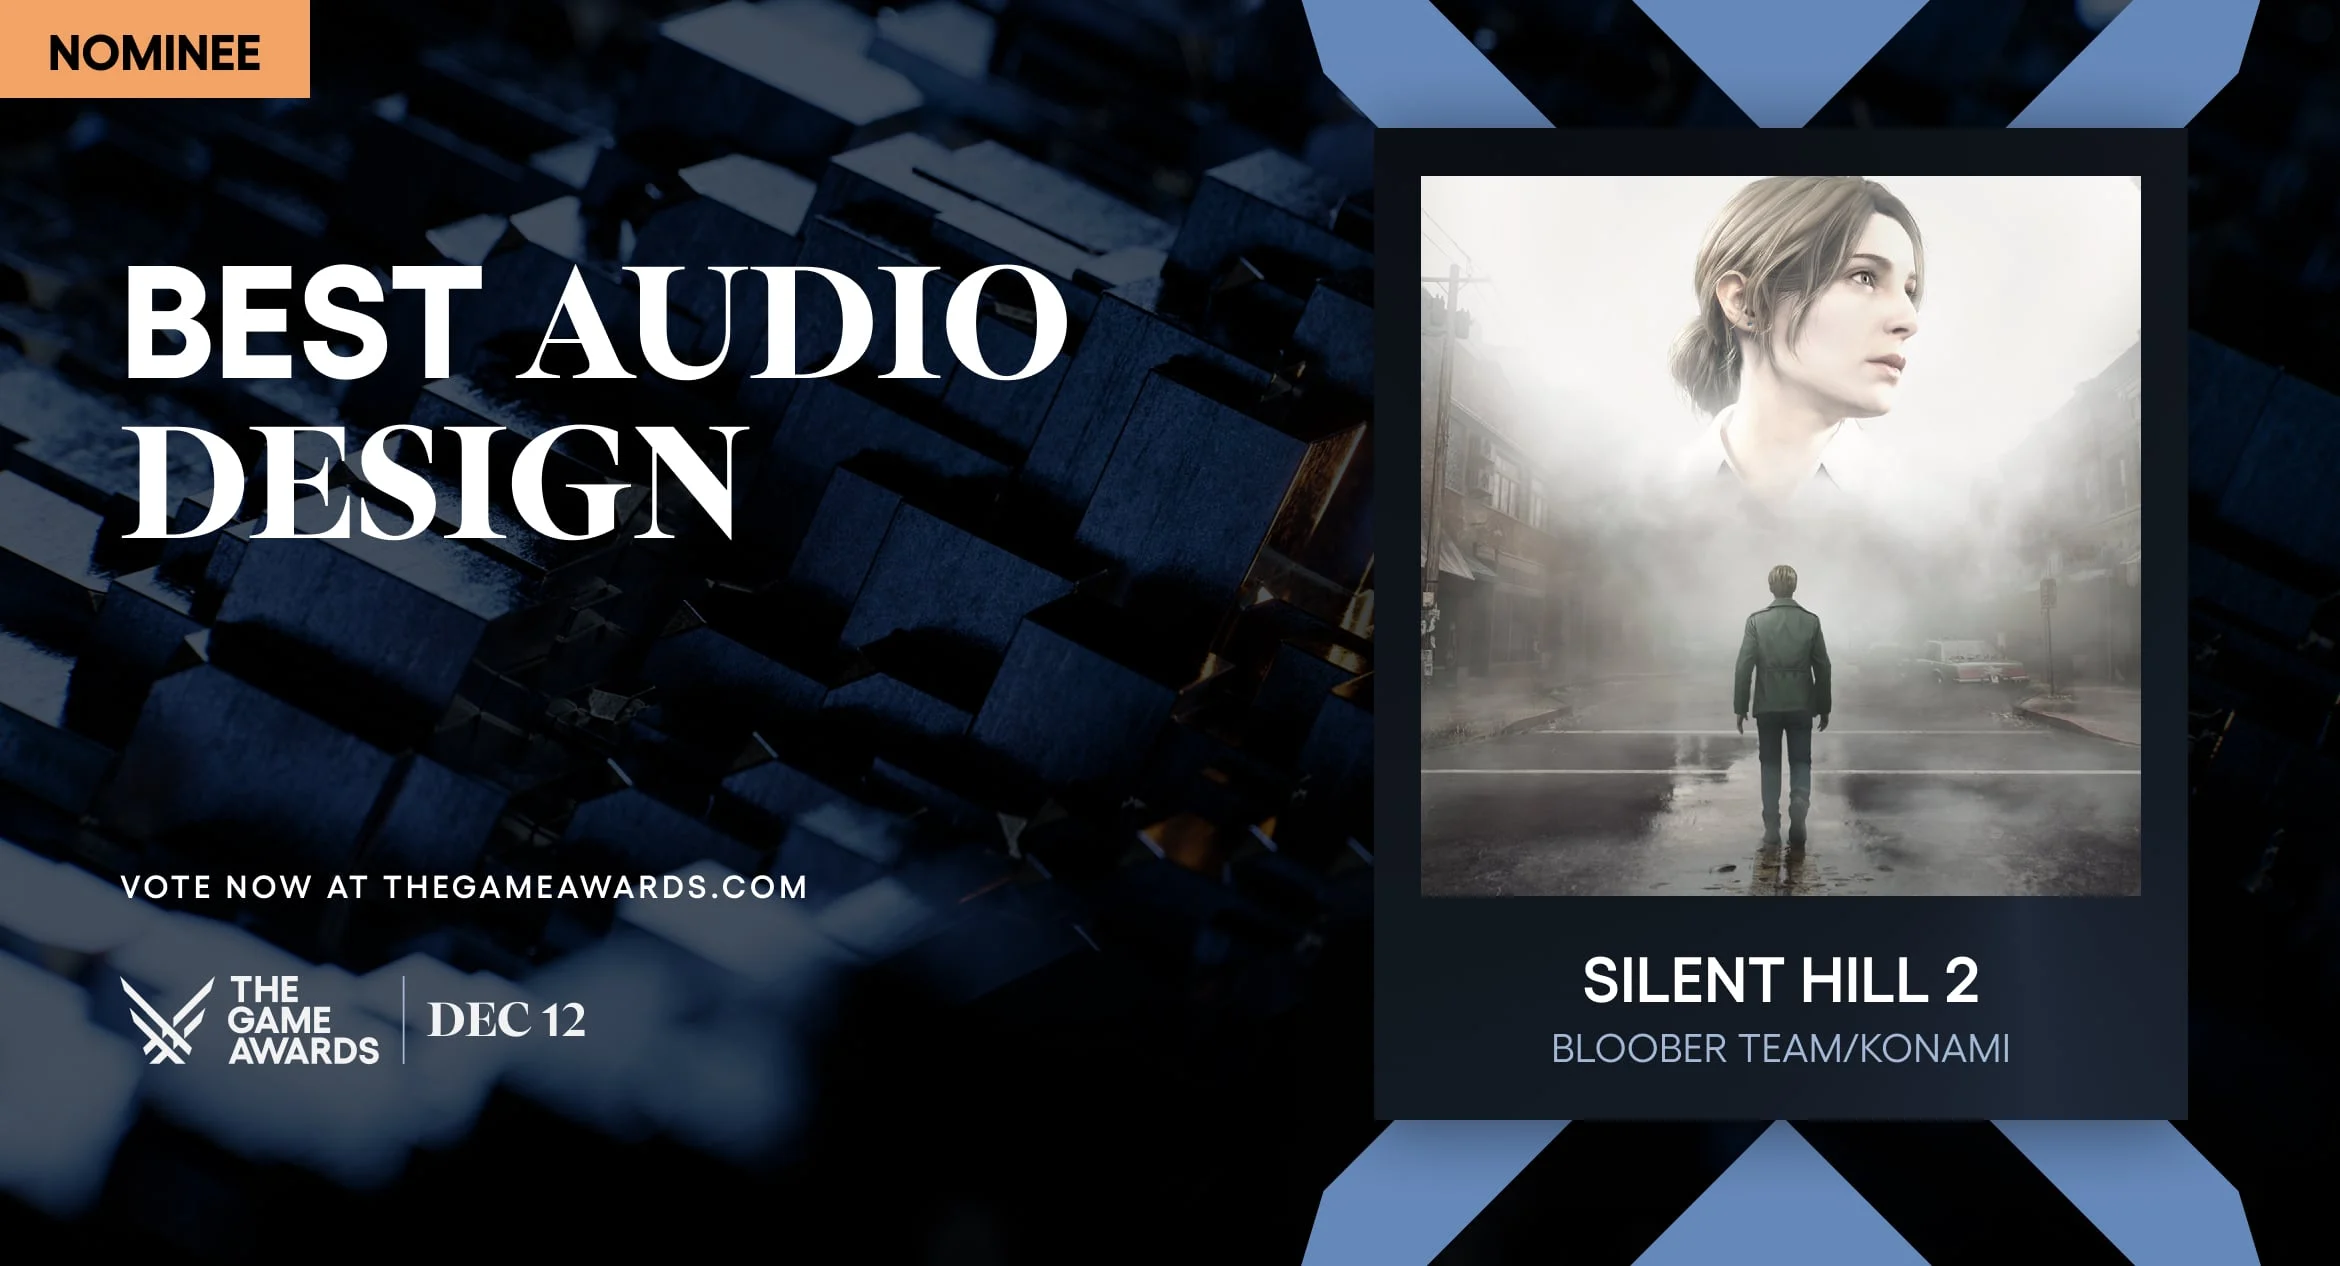 NOMINEE
BEST AUDIO
DESIGN
VOTE NOW AT THEGAMEAWARDS.COM
THE
GAME
AWARDS
DEC 12
SILENT HILL 2
BLOOBER TEAM/KONAMI